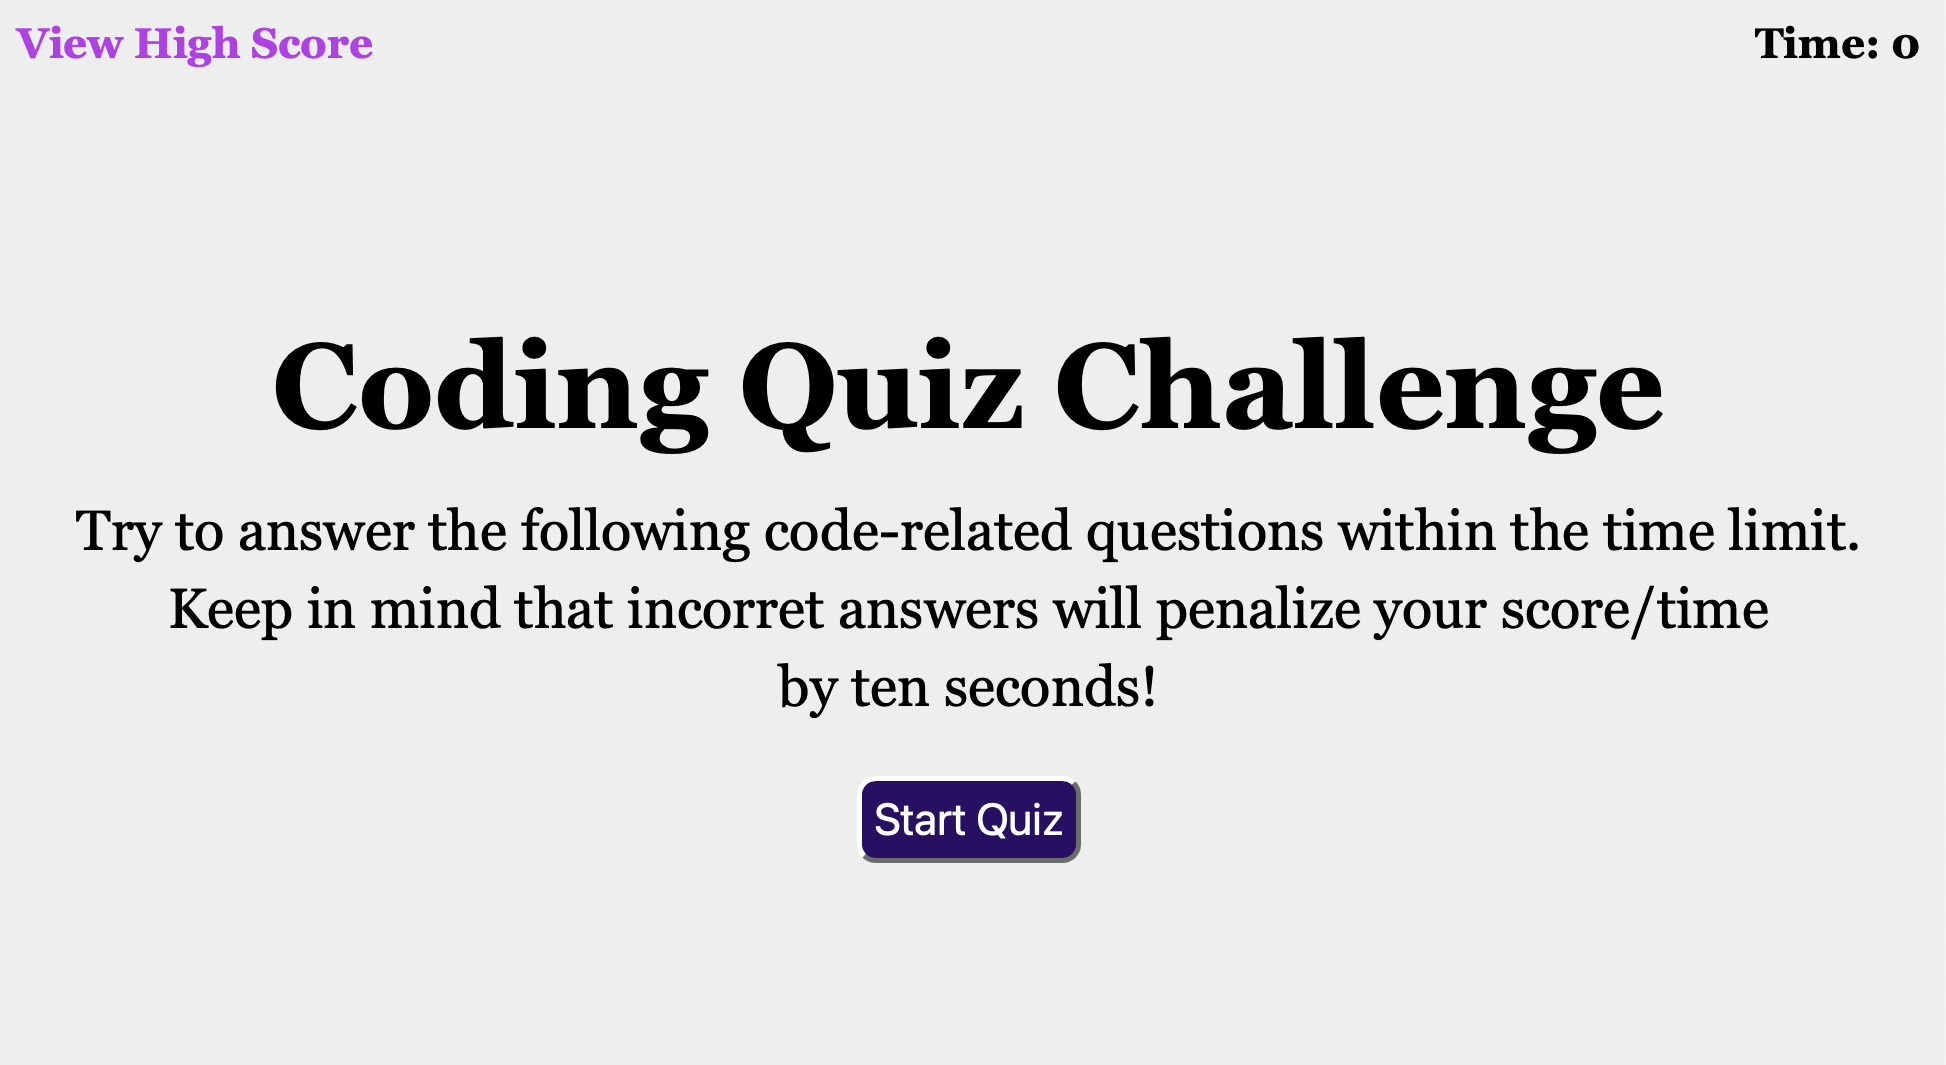 View High Score
Time: 0
Coding Quiz Challenge
Try to answer the following code-related questions within the time limit.
Keep in mind that incorret answers will penalize your score/time
by ten seconds!
Start Quiz